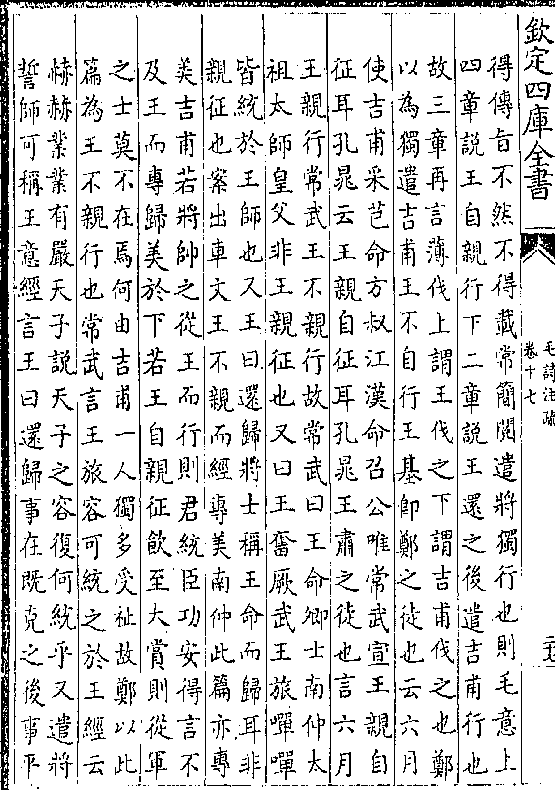 欽定四庫全書
毛詩注疏
卷十七
得傳旨不然不得載常簡閱遣將獨行也則毛意上
四章說王自親行下二章說王還之後遣吉甫行也
故三章再言薄伐上謂王伐之下謂吉甫伐之也鄭
以為獨遣吉甫王不自行王基即鄭之徒也云六月
使吉甫采芑命方叔江漢命召公唯常武宣王親自
征耳孔晁云王親自征耳孔晁王肅之徒也言六月
王親行常武王不親行故常武曰王命卿士南仲太
祖太師皇父非王親征也又曰王奮厥武王旅嘽嘽
皆統於王師也又王曰還歸將士稱王命而歸耳非
親征也案出車文王不親而經專美南仲此篇亦專
美吉甫若將帥之從王而行則君統臣功安得言不
及王而專歸美於下若王自親征飲至大賞則從軍
之士莫不在焉何由吉甫一人獨多受祉故鄭以此
篇為王不親行也常武言王旅容可統之於王經云
赫赫業業有嚴天子說天子之容復何統乎又遣將
誓師可稱王意經言王曰還歸事在既克之後事平